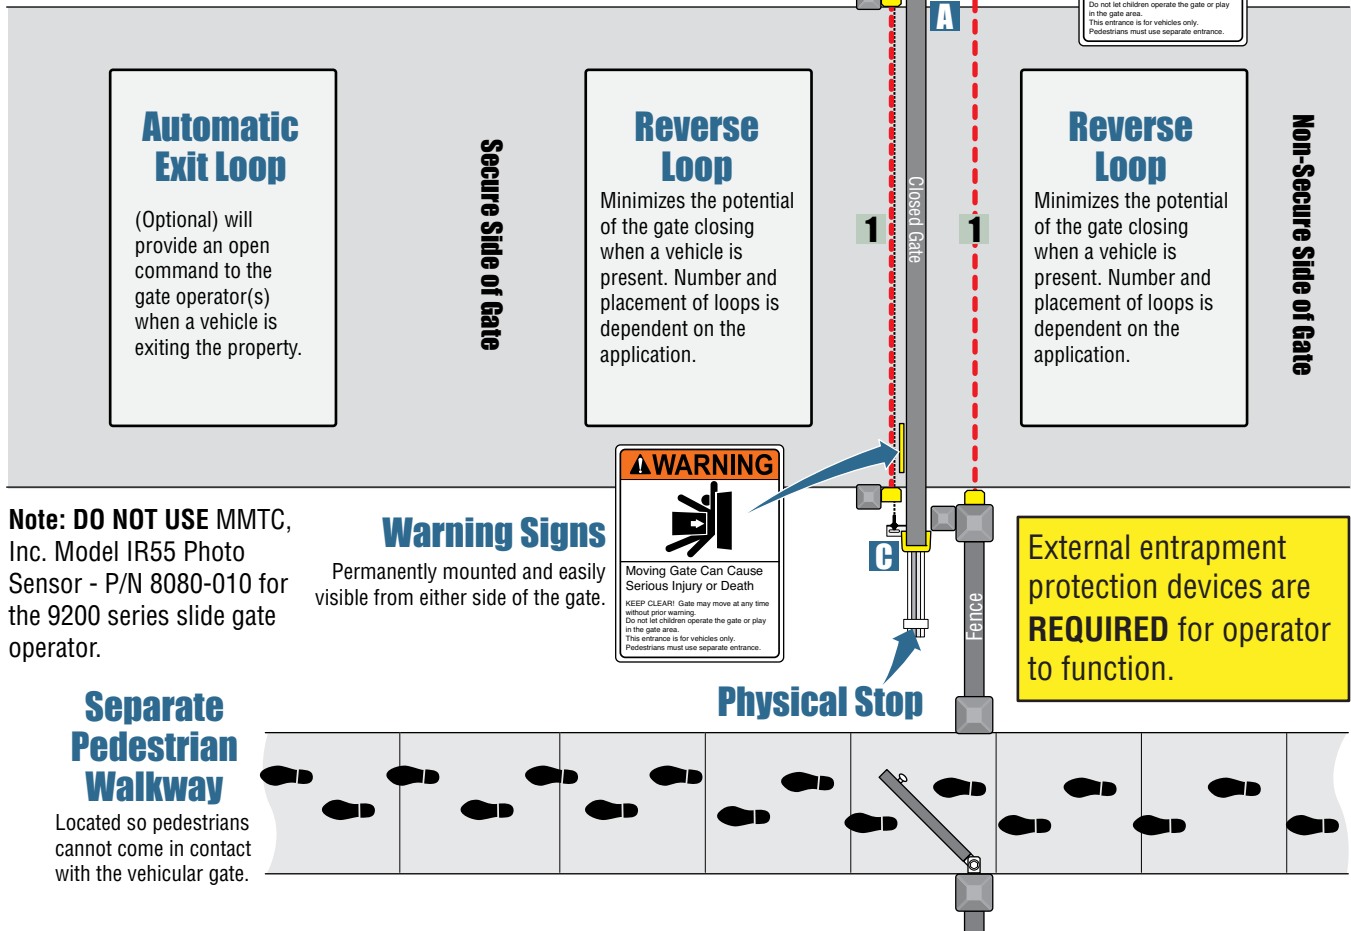 A
Do not let children operate the gate or play
in the gate area.
This entrance is for vehicles only.
Pedestrians must use separate entrance.
Automatic
Exit Loop
(Optional) will
provide an open
command to the
gate operator(s)
when a vehicle is
exiting the property.
Secure Side of Gate
Reverse
Loop
Minimizes the potential
of the gate closing
when a vehicle is
present. Number and
placement of loops is
dependent on the
application.
1
Closed Gate
1
Reverse
Loop
Minimizes the potential
of the gate closing
when a vehicle is
present. Number and
placement of loops is
dependent on the
application.
Non-Secure Side of Gate
Note: DO NOT USE MMTC,
Inc. Model IR55 Photo
Sensor - P/N 8080-010 for
the 9200 series slide gate
operator.
Warning Signs
Permanently mounted and easily
visible from either side of the gate.
WARNING
Moving Gate Can Cause
Serious Injury or Death
KEEP CLEAR! Gate may move at any time
without prior warning.
Do not let children operate the gate or play
in the gate area.
This entrance is for vehicles only.
Pedestrians must use separate entrance.
C
Physical Stop
Fence
External entrapment
protection devices are
REQUIRED for operator
to function.
Separate
Pedestrian
Walkway
Located so pedestrians
cannot come in contact
with the vehicular gate.